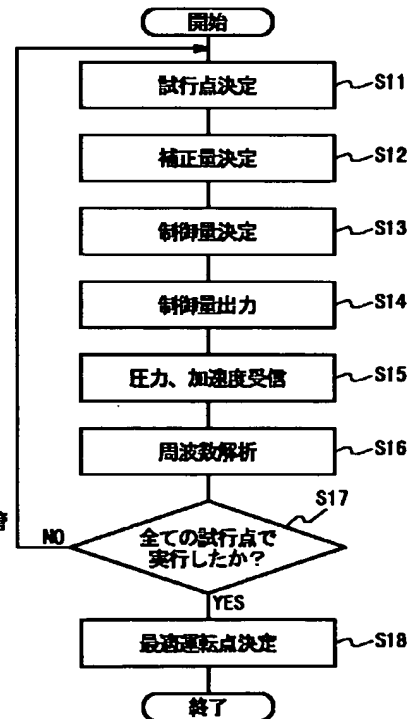 開始
試行点決定
S11
補正量決定
S12
制御量決定
S13
制御量出力
S14
圧力、加速度受信
S15
周波数解析
S16
S17
全ての試行点で
実行したか?
NO
YES
最適運転点決定
S18
終了